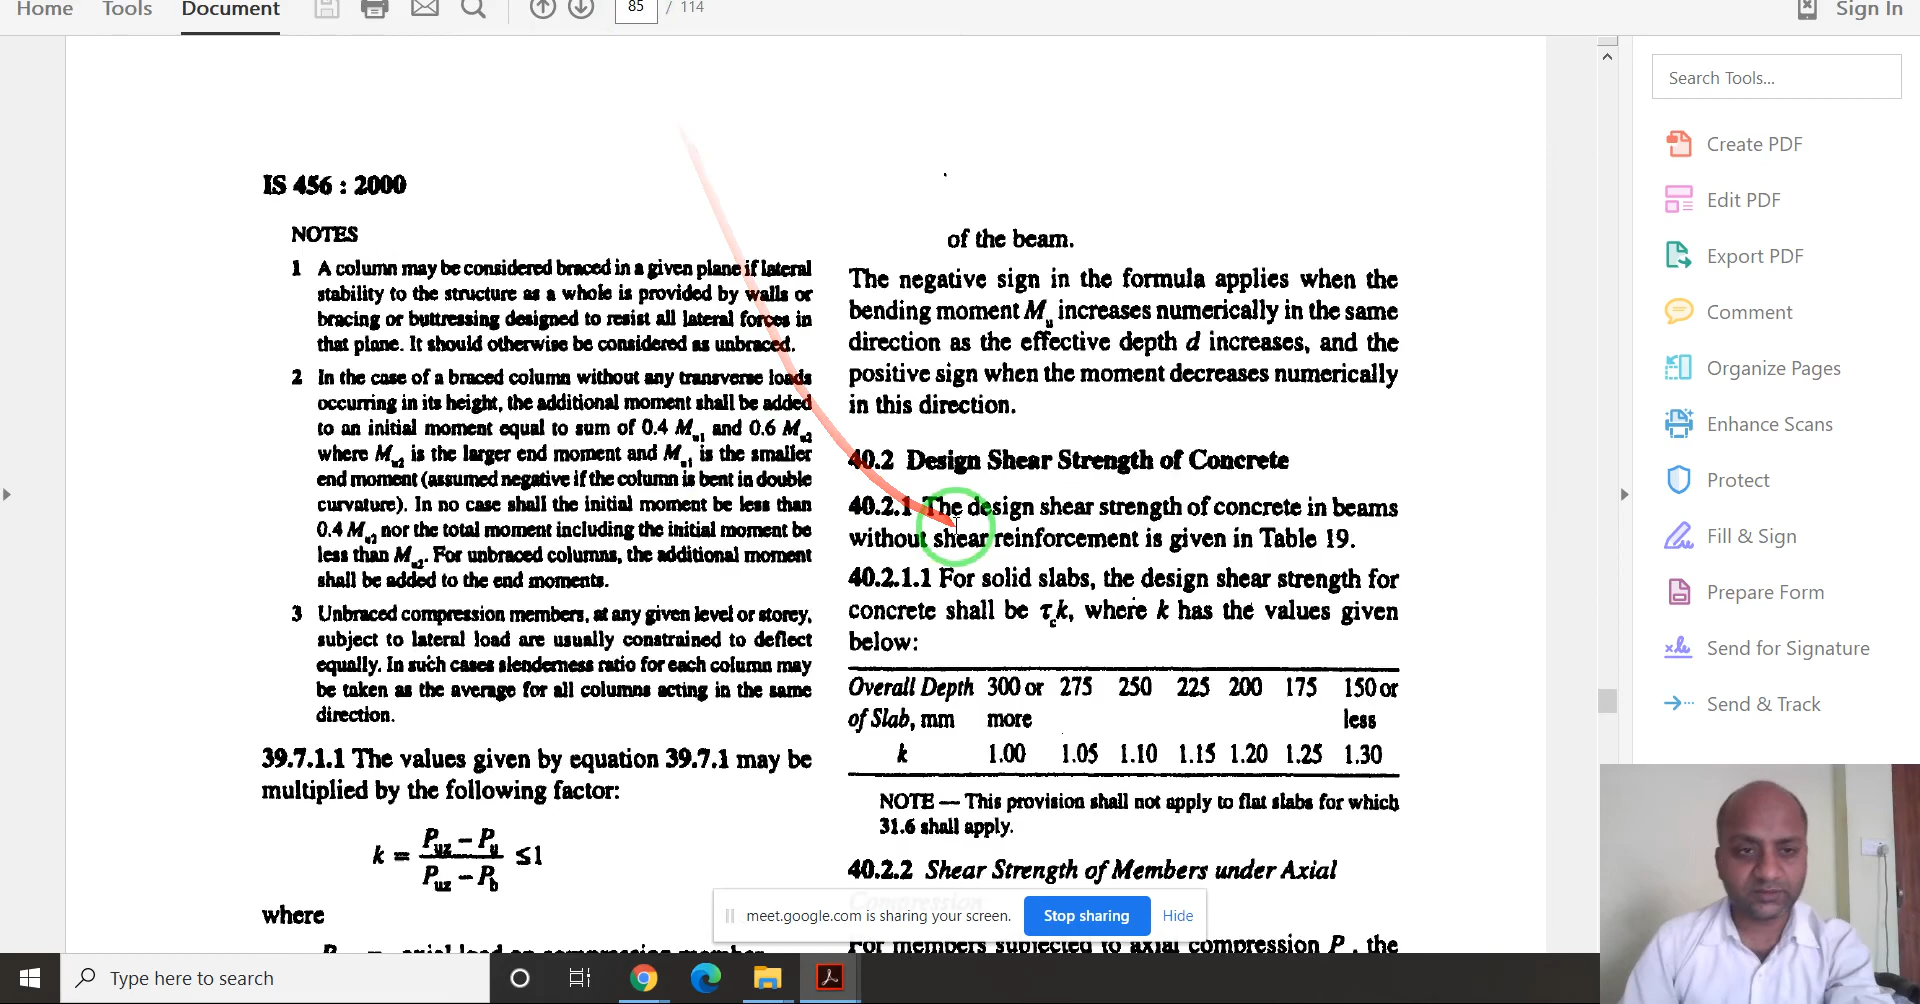 Home Tools Document 85 / 114 Sign In
IS 456 : 2000
NOTES
1 A column may be considered braced in a given plane if lateral
stability to the structure as a whole is provided by walls or
bracing or buttressing designed to resist all lateral forces in
that plane. It should otherwise be considered as unbraced.
2 In the case of a braced column without any transverse loads
occurring in its height, the additional moment shall be added
to an initial moment equal to sum of 0.4 Mu1 and 0.6 Mu2
where Mu2 is the larger end moment and Mu1 is the smaller
end moment (assumed negative if the column is bent in double
curvature). In no case shall the initial moment be less than
0.4 Mu2 nor the total moment including the initial moment be
less than Mu2. For unbraced columns, the additional moment
shall be added to the end moments.
3 Unbraced compression members, at any given level or storey,
subject to lateral load are usually constrained to deflect
equally. In such cases slenderness ratio for each column may
be taken as the average for all columns acting in the same
direction.
39.7.1.1 The values given by equation 39.7.1 may be
multiplied by the following factor:
k = (Puz – Pu) / (Puz – Pb) ≤1
where
axial load on compression member
of the beam.
The negative sign in the formula applies when the
bending moment Mu increases numerically in the same
direction as the effective depth d increases, and the
positive sign when the moment decreases numerically
in this direction.
40.2 Design Shear Strength of Concrete
40.2.1 The design shear strength of concrete in beams
without shear reinforcement is given in Table 19.
40.2.1.1 For solid slabs, the design shear strength for
concrete shall be τck, where k has the values given
below:
Overall Depth 300 or 275 250 225 200 175 150 or
of Slab, mm more less
k 1.00 1.05 1.10 1.15 1.20 1.25 1.30
NOTE — This provision shall not apply to flat slabs for which
31.6 shall apply.
40.2.2 Shear Strength of Members under Axial
Compression
For members subjected to axial compression P , the
meet.google.com is sharing your screen. Stop sharing Hide
Search Tools...
Create PDF
Edit PDF
Export PDF
Comment
Organize Pages
Enhance Scans
Protect
Fill & Sign
Prepare Form
Send for Signature
Send & Track
Type here to search